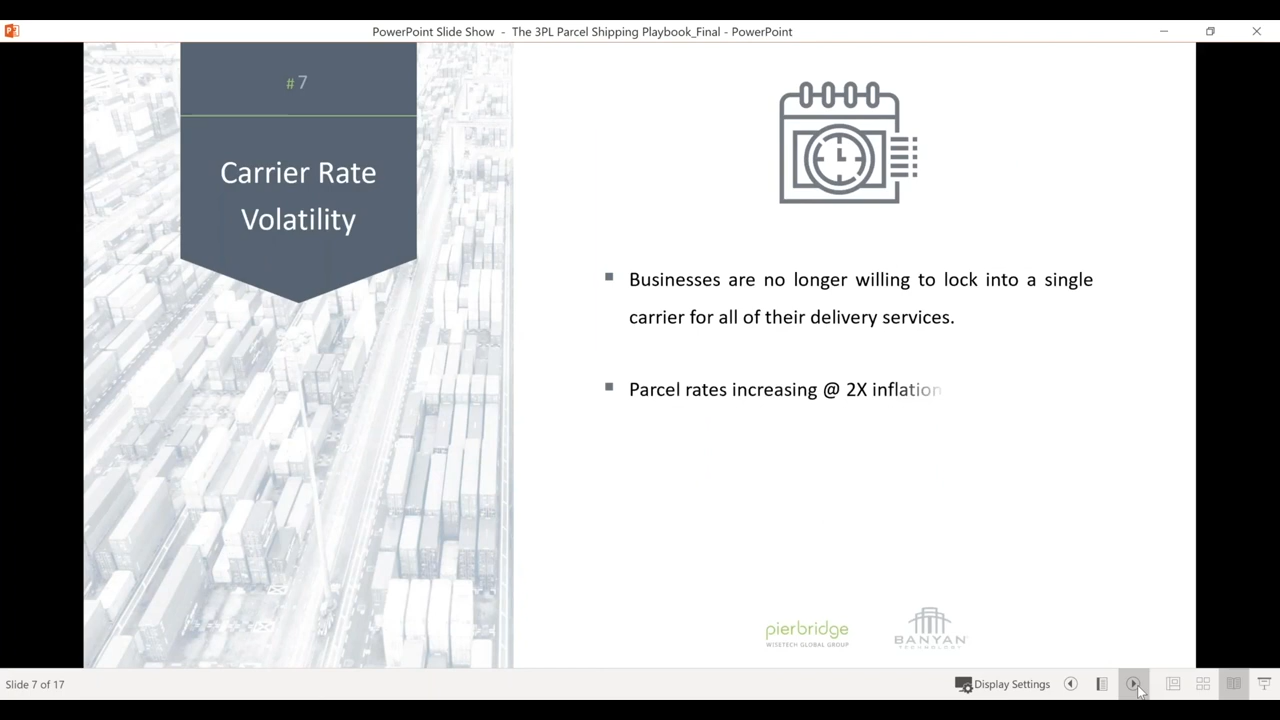 PowerPoint Slide Show - The 3PL Parcel Shipping Playbook_Final - PowerPoint
#7
Carrier Rate
Volatility
Businesses are no longer willing to lock into a single
carrier for all of their delivery services.
Parcel rates increasing @ 2X inflation
pierbridge
WISETECH GLOBAL GROUP
BANYAN
TECHNOLOGY
Slide 7 of 17
Display Settings